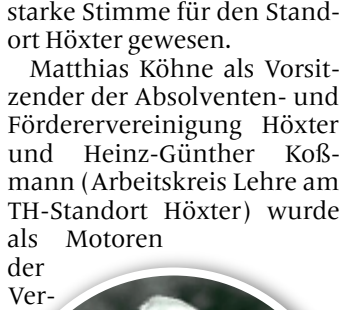 starke Stimme für den Stand-
ort Höxter gewesen.
Matthias Köhne als Vorsit-
zender der Absolventen- und
Förderervereinigung Höxter
und Heinz-Günther Koß-
mann (Arbeitskreis Lehre am
TH-Standort Höxter) wurde
als Motoren
der
Ver-